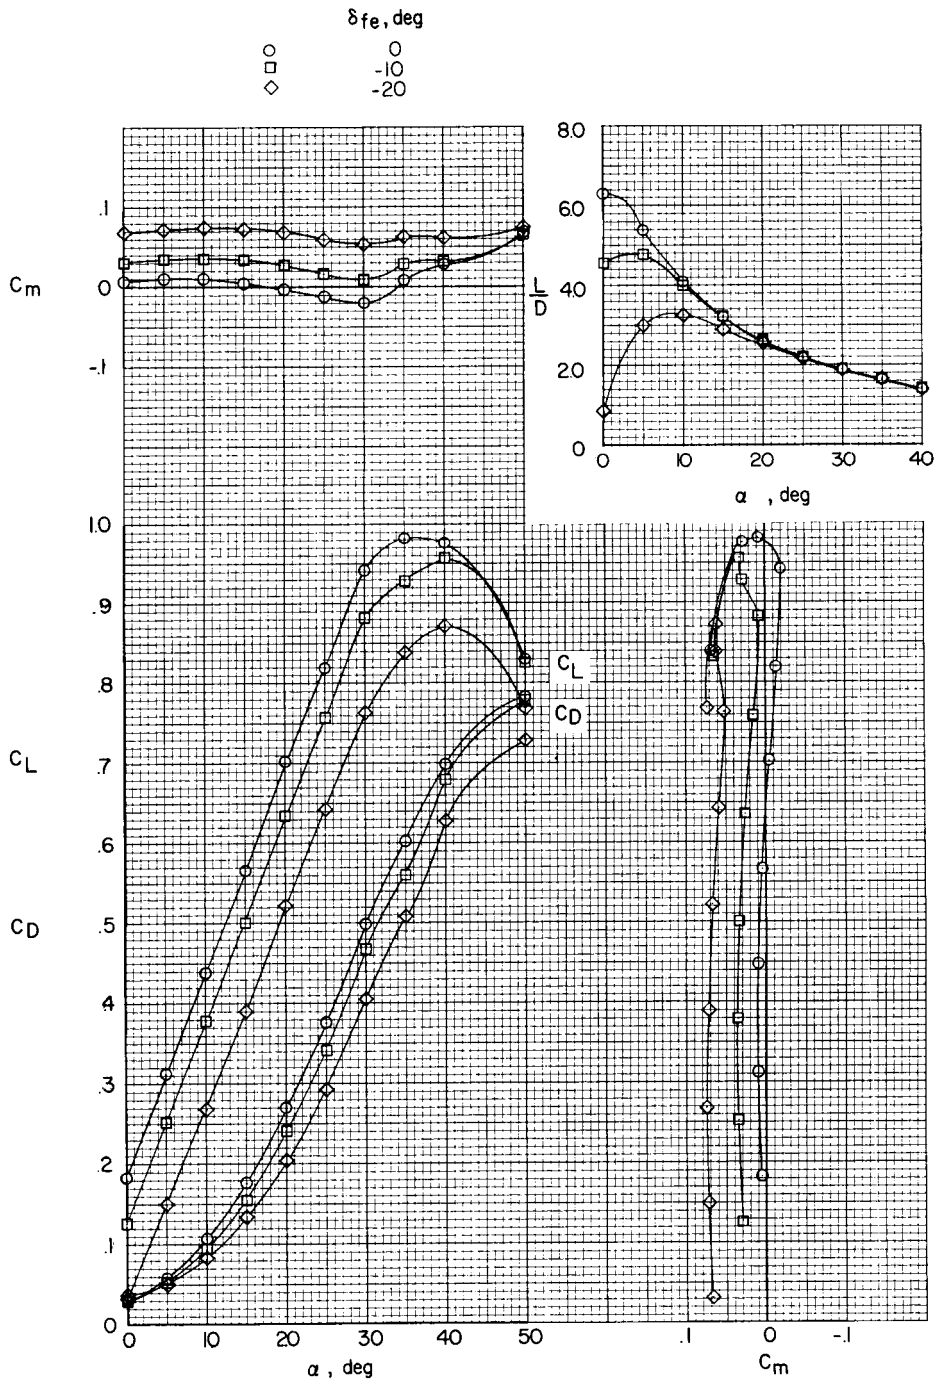 δfe, deg
○ 0
□ -10
◇ -20
.1
Cm 0
-.1
8.0
6.0
L/D 4.0
2.0
0
0 10 20 30 40
α, deg
1.0
.9
.8
CL .7
.6
CD .5
.4
.3
.2
.1
0
CL
CD
0 10 20 30 40 50
α, deg
.1 0 -.1
Cm